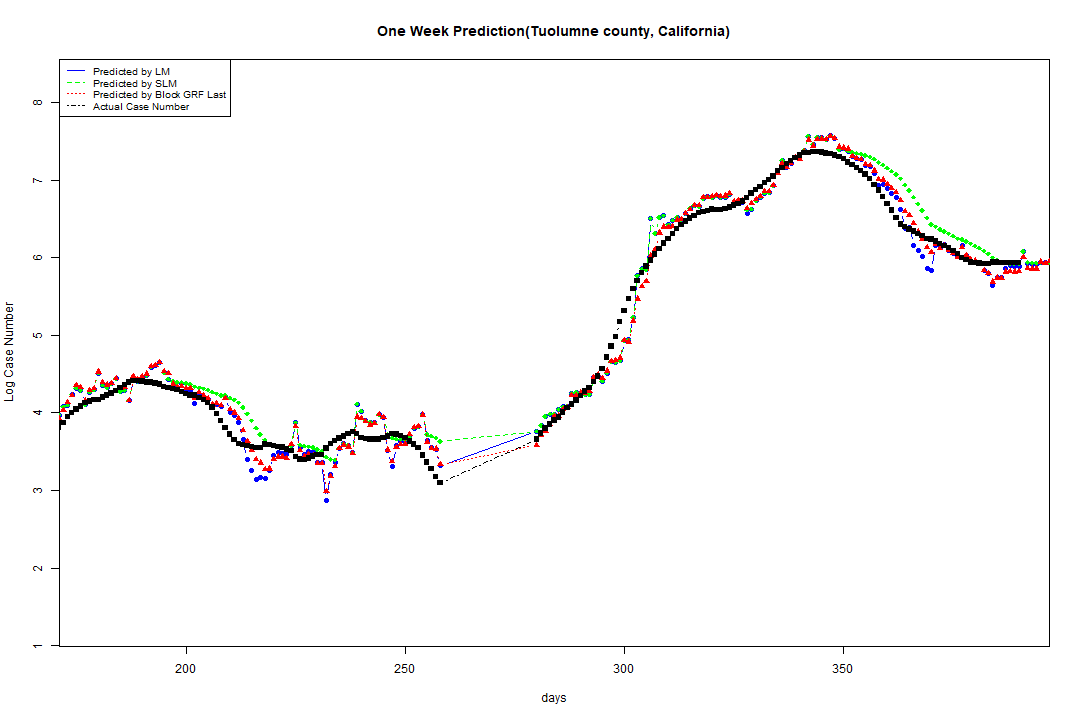 One Week Prediction(Tuolumne county, California)
Predicted by LM
Predicted by SLM
Predicted by Block GRF Last
Actual Case Number
Log Case Number
8
7
6
5
4
3
2
1
200
250
300
350
days